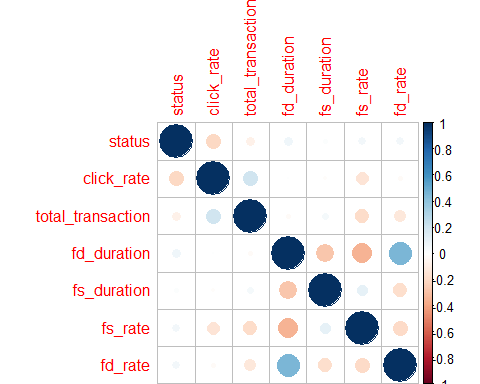 status
click_rate
total_transaction
fd_duration
fs_duration
fs_rate
fd_rate
status
click_rate
total_transaction
fd_duration
fs_duration
fs_rate
fd_rate
1
0.8
0.6
0.4
0.2
0
-0.2
-0.4
-0.6
-0.8
-1